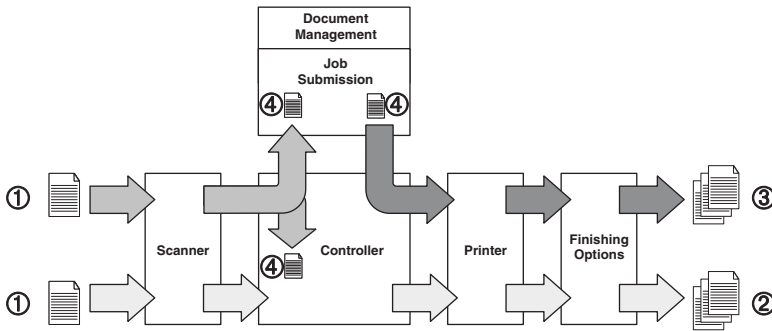 Document
Management
Job
Submission
④ ④
① ③
Scanner Controller Printer Finishing
Options
④
① ②